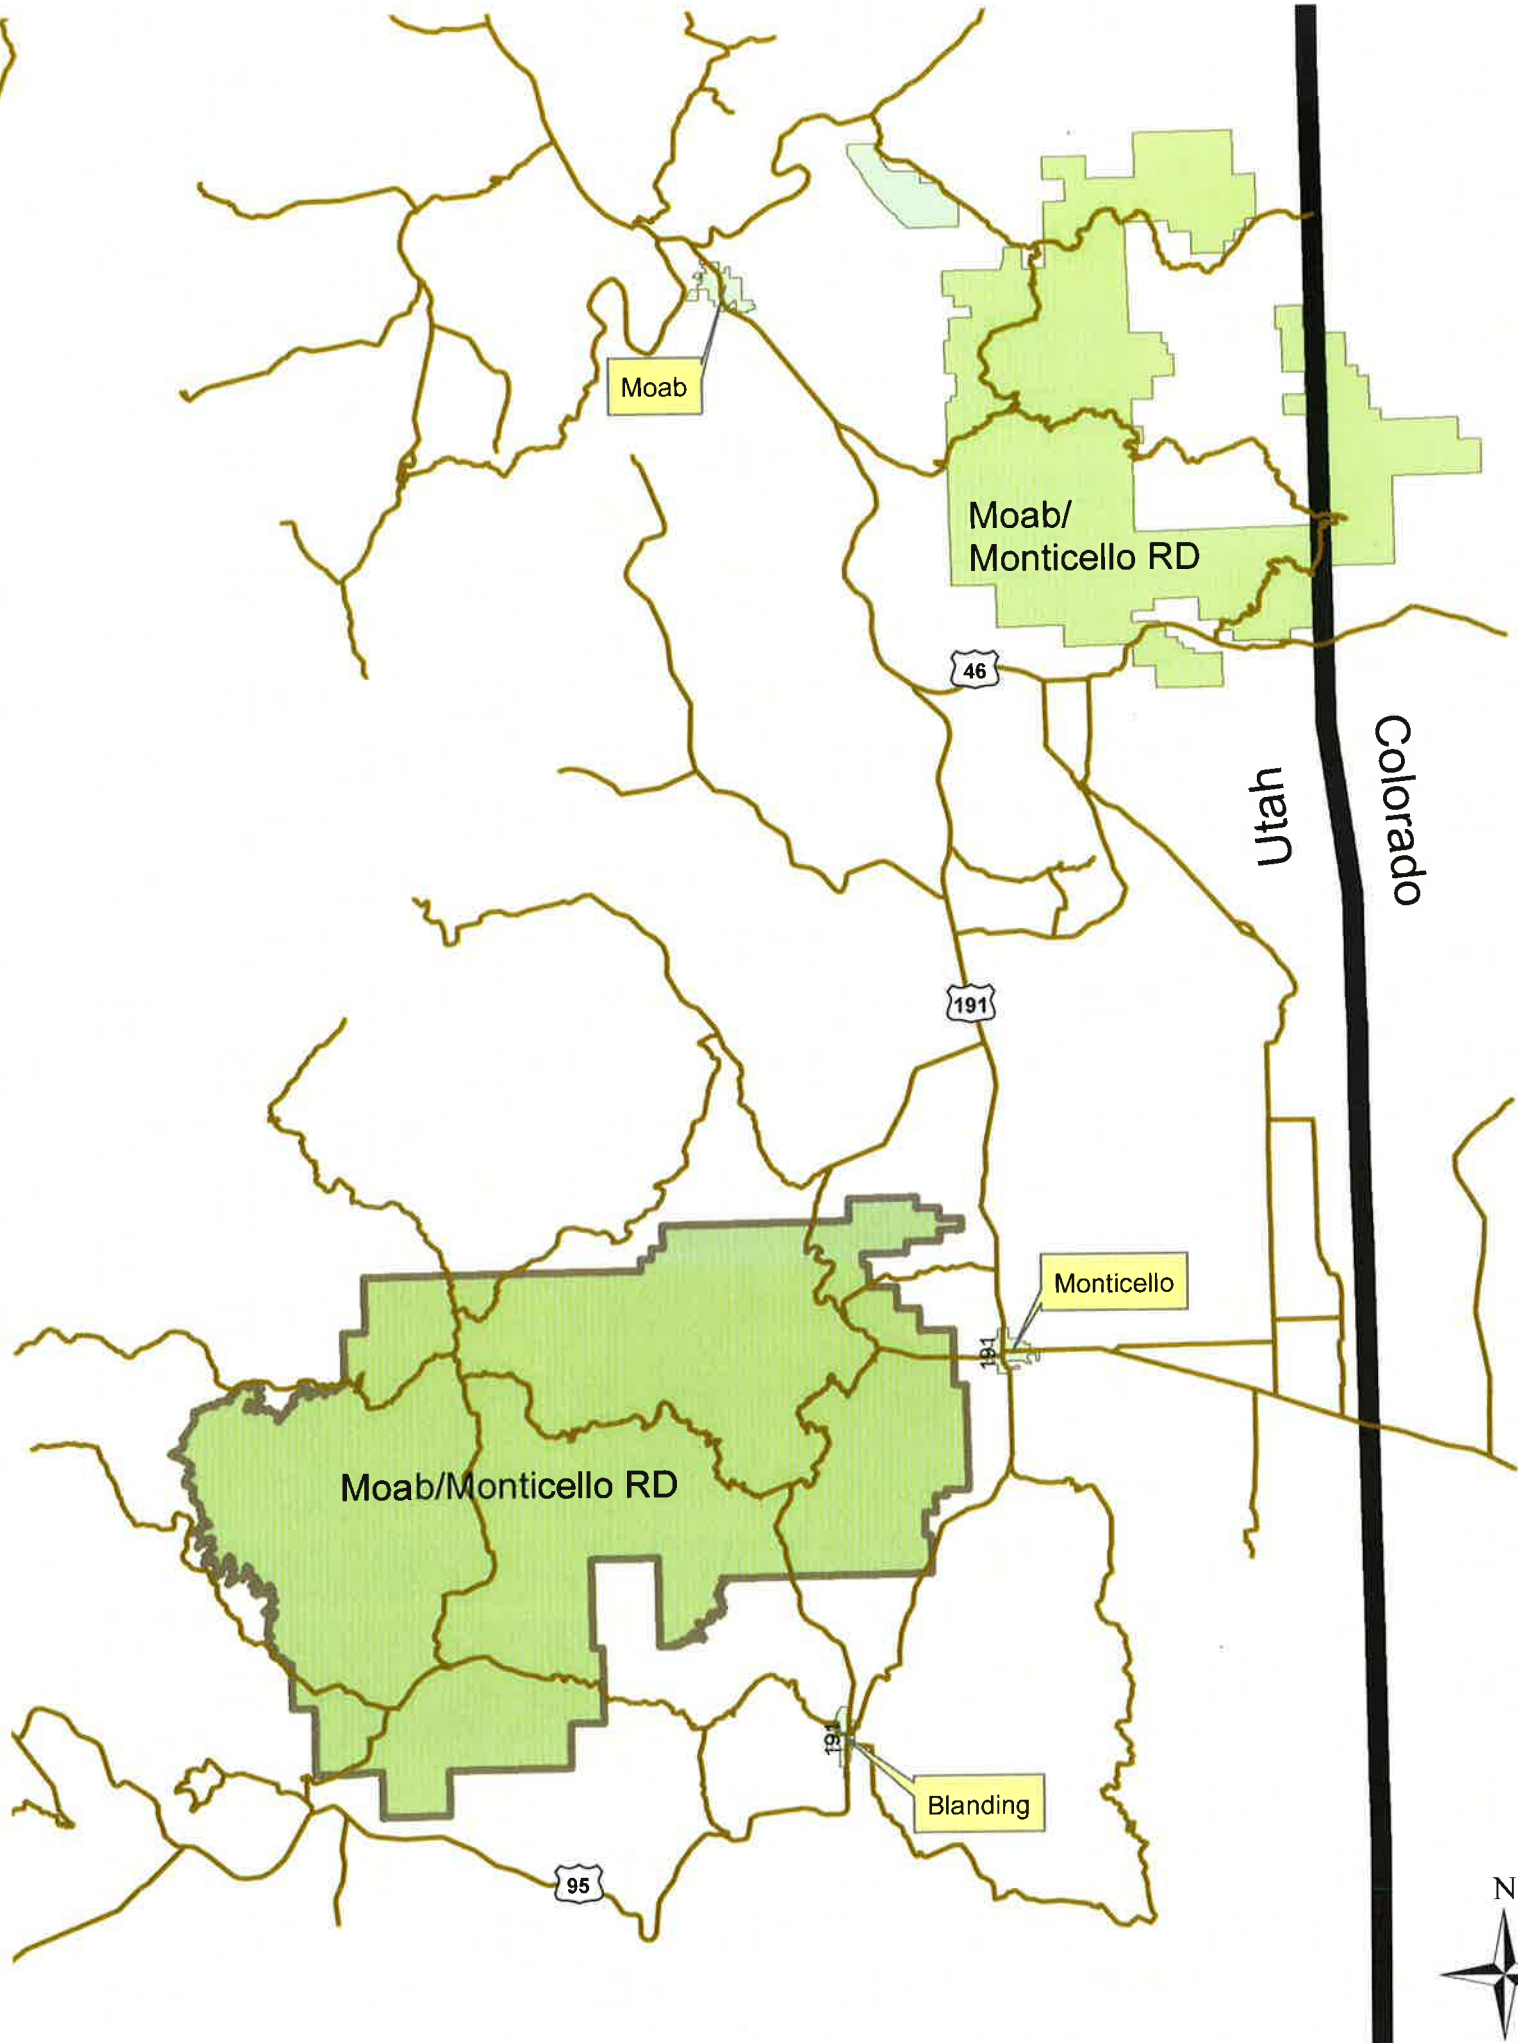 Moab
Moab/
Monticello RD
46
Colorado
Utah
191
Monticello
191
Moab/Monticello RD
191
Blanding
95
N